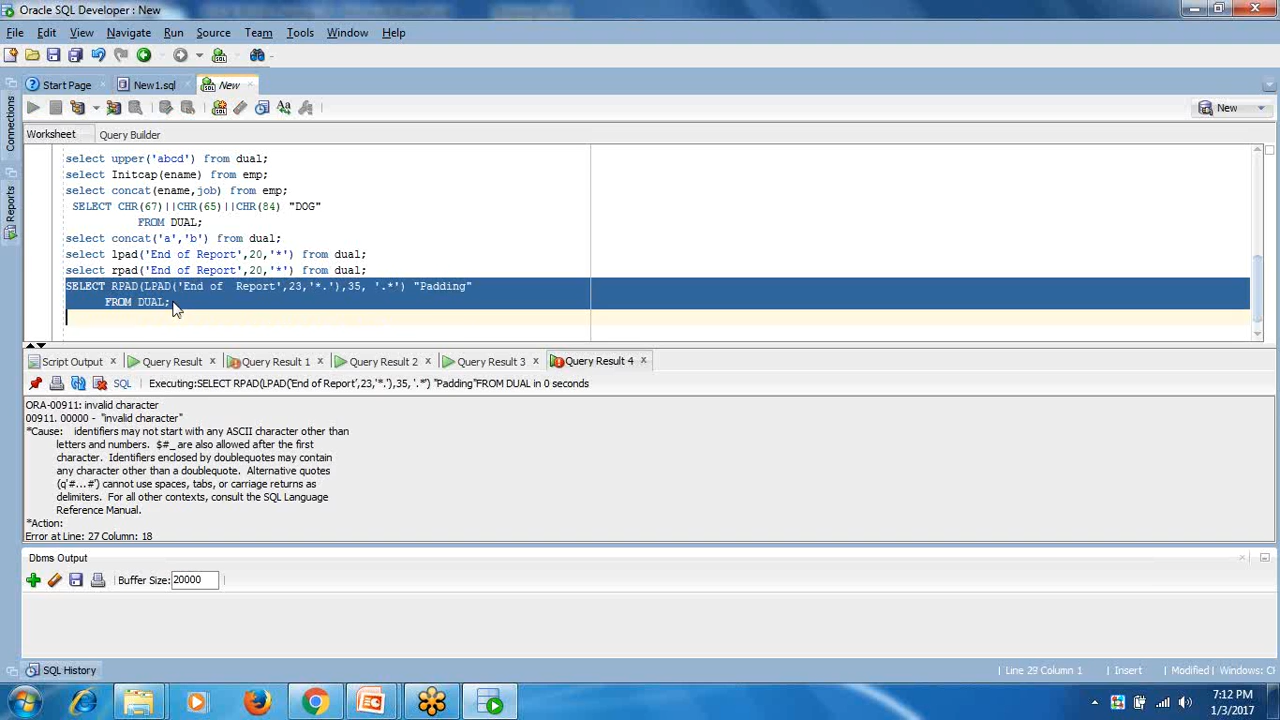 Oracle SQL Developer : New
File Edit View Navigate Run Source Team Tools Window Help
Start Page New1.sql New
New
Worksheet Query Builder
Connections
Reports
select upper('abcd') from dual;
select Initcap(ename) from emp;
select concat(ename,job) from emp;
SELECT CHR(67)||CHR(65)||CHR(84) "DOG"
FROM DUAL;
select concat('a','b') from dual;
select lpad('End of Report',20,'*') from dual;
select rpad('End of Report',20,'*') from dual;
SELECT RPAD(LPAD('End of  Report',23,'*.'),35, '.*') "Padding"
FROM DUAL;
Script Output Query Result Query Result 1 Query Result 2 Query Result 3 Query Result 4
SQL Executing:SELECT RPAD(LPAD('End of Report',23,'*.'),35, '.*') "Padding"FROM DUAL in 0 seconds
ORA-00911: invalid character
00911. 00000 - "invalid character"
*Cause: identifiers may not start with any ASCII character other than
letters and numbers. $#_ are also allowed after the first
character. Identifiers enclosed by doublequotes may contain
any character other than a doublequote. Alternative quotes
(q'#...#') cannot use spaces, tabs, or carriage returns as
delimiters. For all other contexts, consult the SQL Language
Reference Manual.
*Action:
Error at Line: 27 Column: 18
Dbms Output
Buffer Size: 20000
SQL History
Line 29 Column 1 Insert Modified Windows: C
7:12 PM
1/3/2017